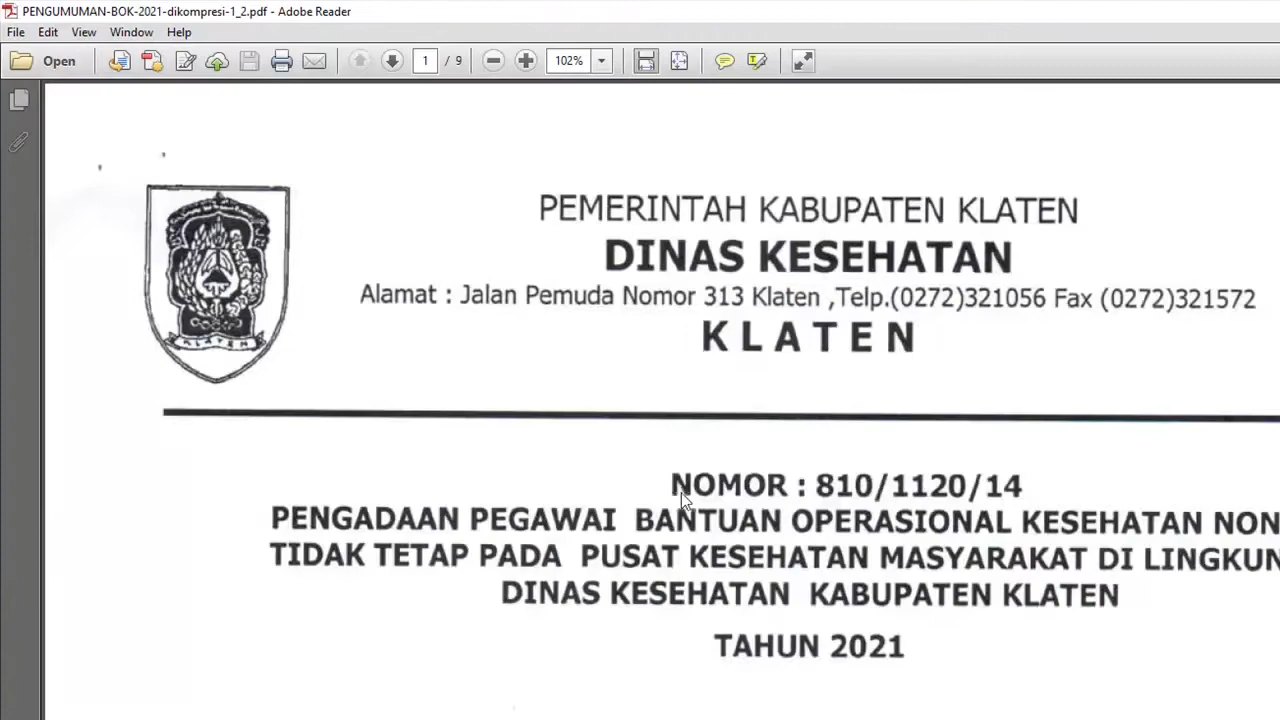 PENGUMUMAN-BOK-2021-dikompresi-1_2.pdf - Adobe Reader
File Edit View Window Help
Open 1 / 9 102%
PEMERINTAH KABUPATEN KLATEN
DINAS KESEHATAN
Alamat : Jalan Pemuda Nomor 313 Klaten ,Telp.(0272)321056 Fax (0272)321572
K L A T E N
KLATEN
NOMOR : 810/1120/14
PENGADAAN PEGAWAI BANTUAN OPERASIONAL KESEHATAN NON
TIDAK TETAP PADA PUSAT KESEHATAN MASYARAKAT DI LINGKUN
DINAS KESEHATAN KABUPATEN KLATEN
TAHUN 2021